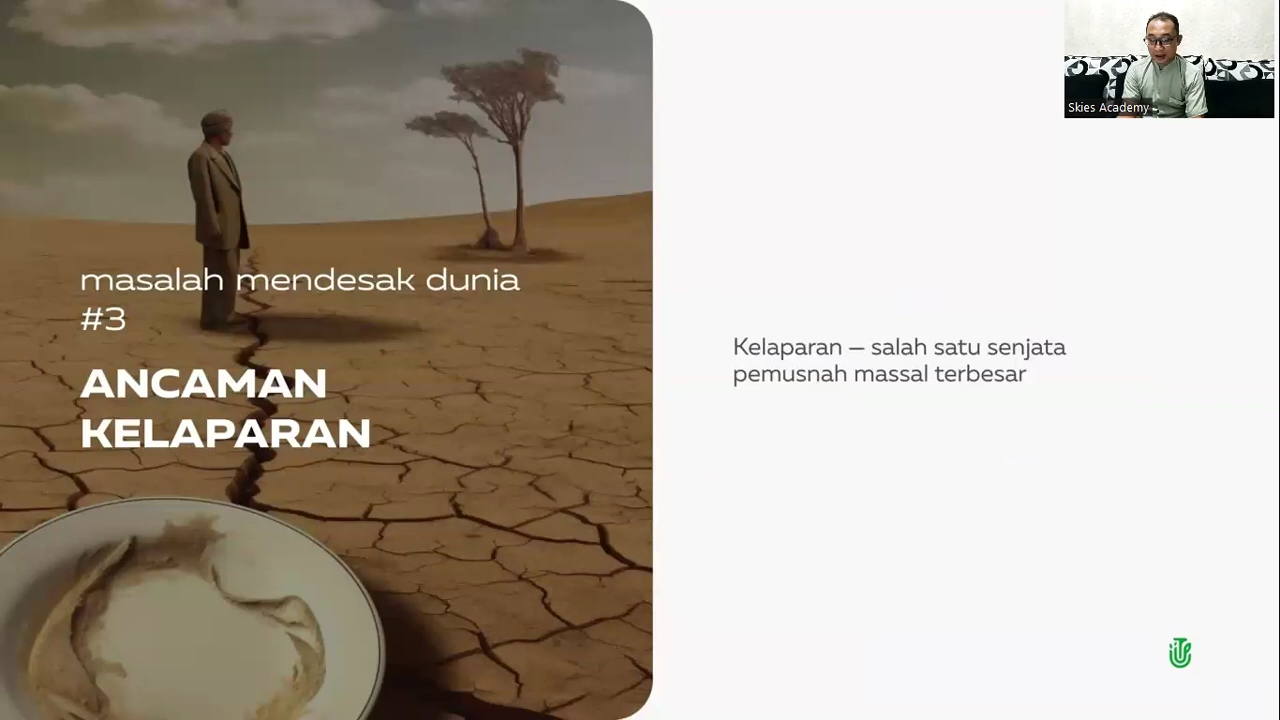 masalah mendesak dunia
#3
ANCAMAN
KELAPARAN
Kelaparan – salah satu senjata
pemusnah massal terbesar
Skies Academy